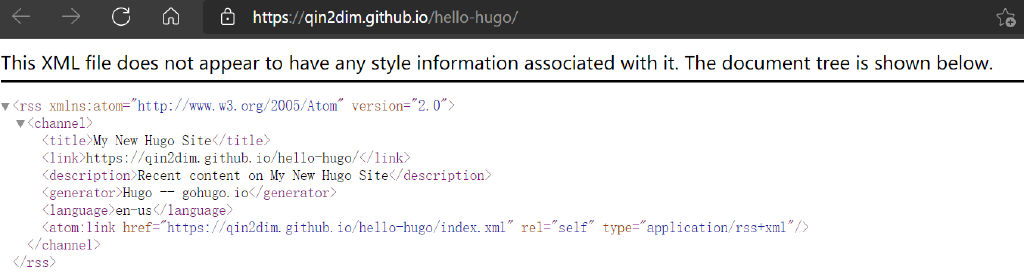 https://qin2dim.github.io/hello-hugo/
This XML file does not appear to have any style information associated with it. The document tree is shown below.
▼<rss xmlns:atom="http://www.w3.org/2005/Atom" version="2.0">
▼<channel>
<title>My New Hugo Site</title>
<link>https://qin2dim.github.io/hello-hugo/</link>
<description>Recent content on My New Hugo Site</description>
<generator>Hugo -- gohugo.io</generator>
<language>en-us</language>
<atom:link href="https://qin2dim.github.io/hello-hugo/index.xml" rel="self" type="application/rss+xml"/>
</channel>
</rss>